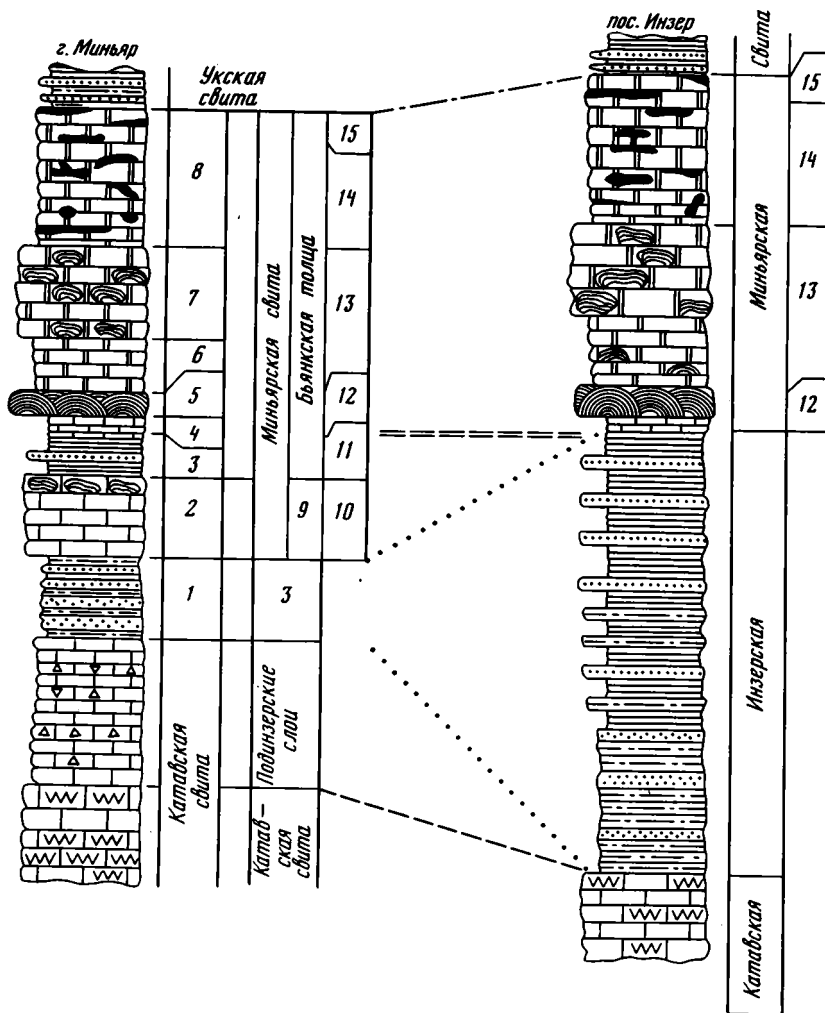 г. Миньяр
Укская
свита
8
7
6
5
4
3
2
1
Катавская
свита
Миньярская свита
Бьянкская толща
9
3
Подинзерские
слои
Катав-
ская
свита
15
14
13
12
11
10
пос. Инзер
Свита
Миньярская
Инзерская
Катавская
15
14
13
12